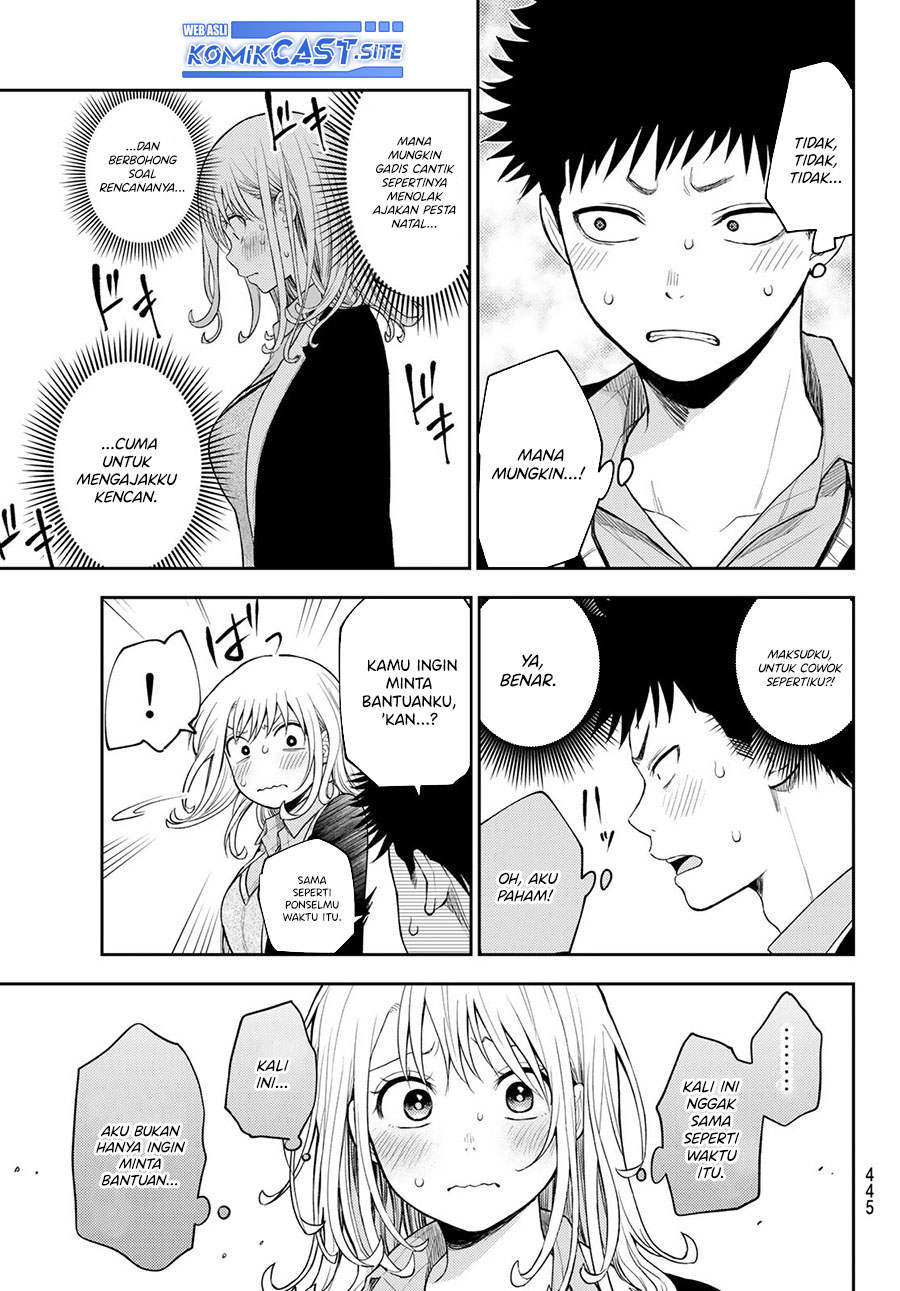 WEB ASLI
KOMIKCAST.SITE
TIDAK,
TIDAK,
TIDAK...
MANA
MUNGKIN...!
MANA
MUNGKIN
GADIS CANTIK
SEPERTINYA
MENOLAK
AJAKAN PESTA
NATAL...
...DAN
BERBOHONG
SOAL
RENCANANYA...
...CUMA
UNTUK
MENGAJAKKU
KENCAN.
ドキ
ドキ
ドキ
MAKSUDKU,
UNTUK COWOK
SEPERTIKU?!
YA,
BENAR.
OH, AKU
PAHAM!
KAMU INGIN
MINTA
BANTUANKU,
'KAN...?
SAMA
SEPERTI
PONSELMU
WAKTU ITU.
ばっ
!
........
KALI INI
NGGAK
SAMA
SEPERTI
WAKTU
ITU.
KALI
INI...
AKU BUKAN
HANYA INGIN
MINTA
BANTUAN...
445